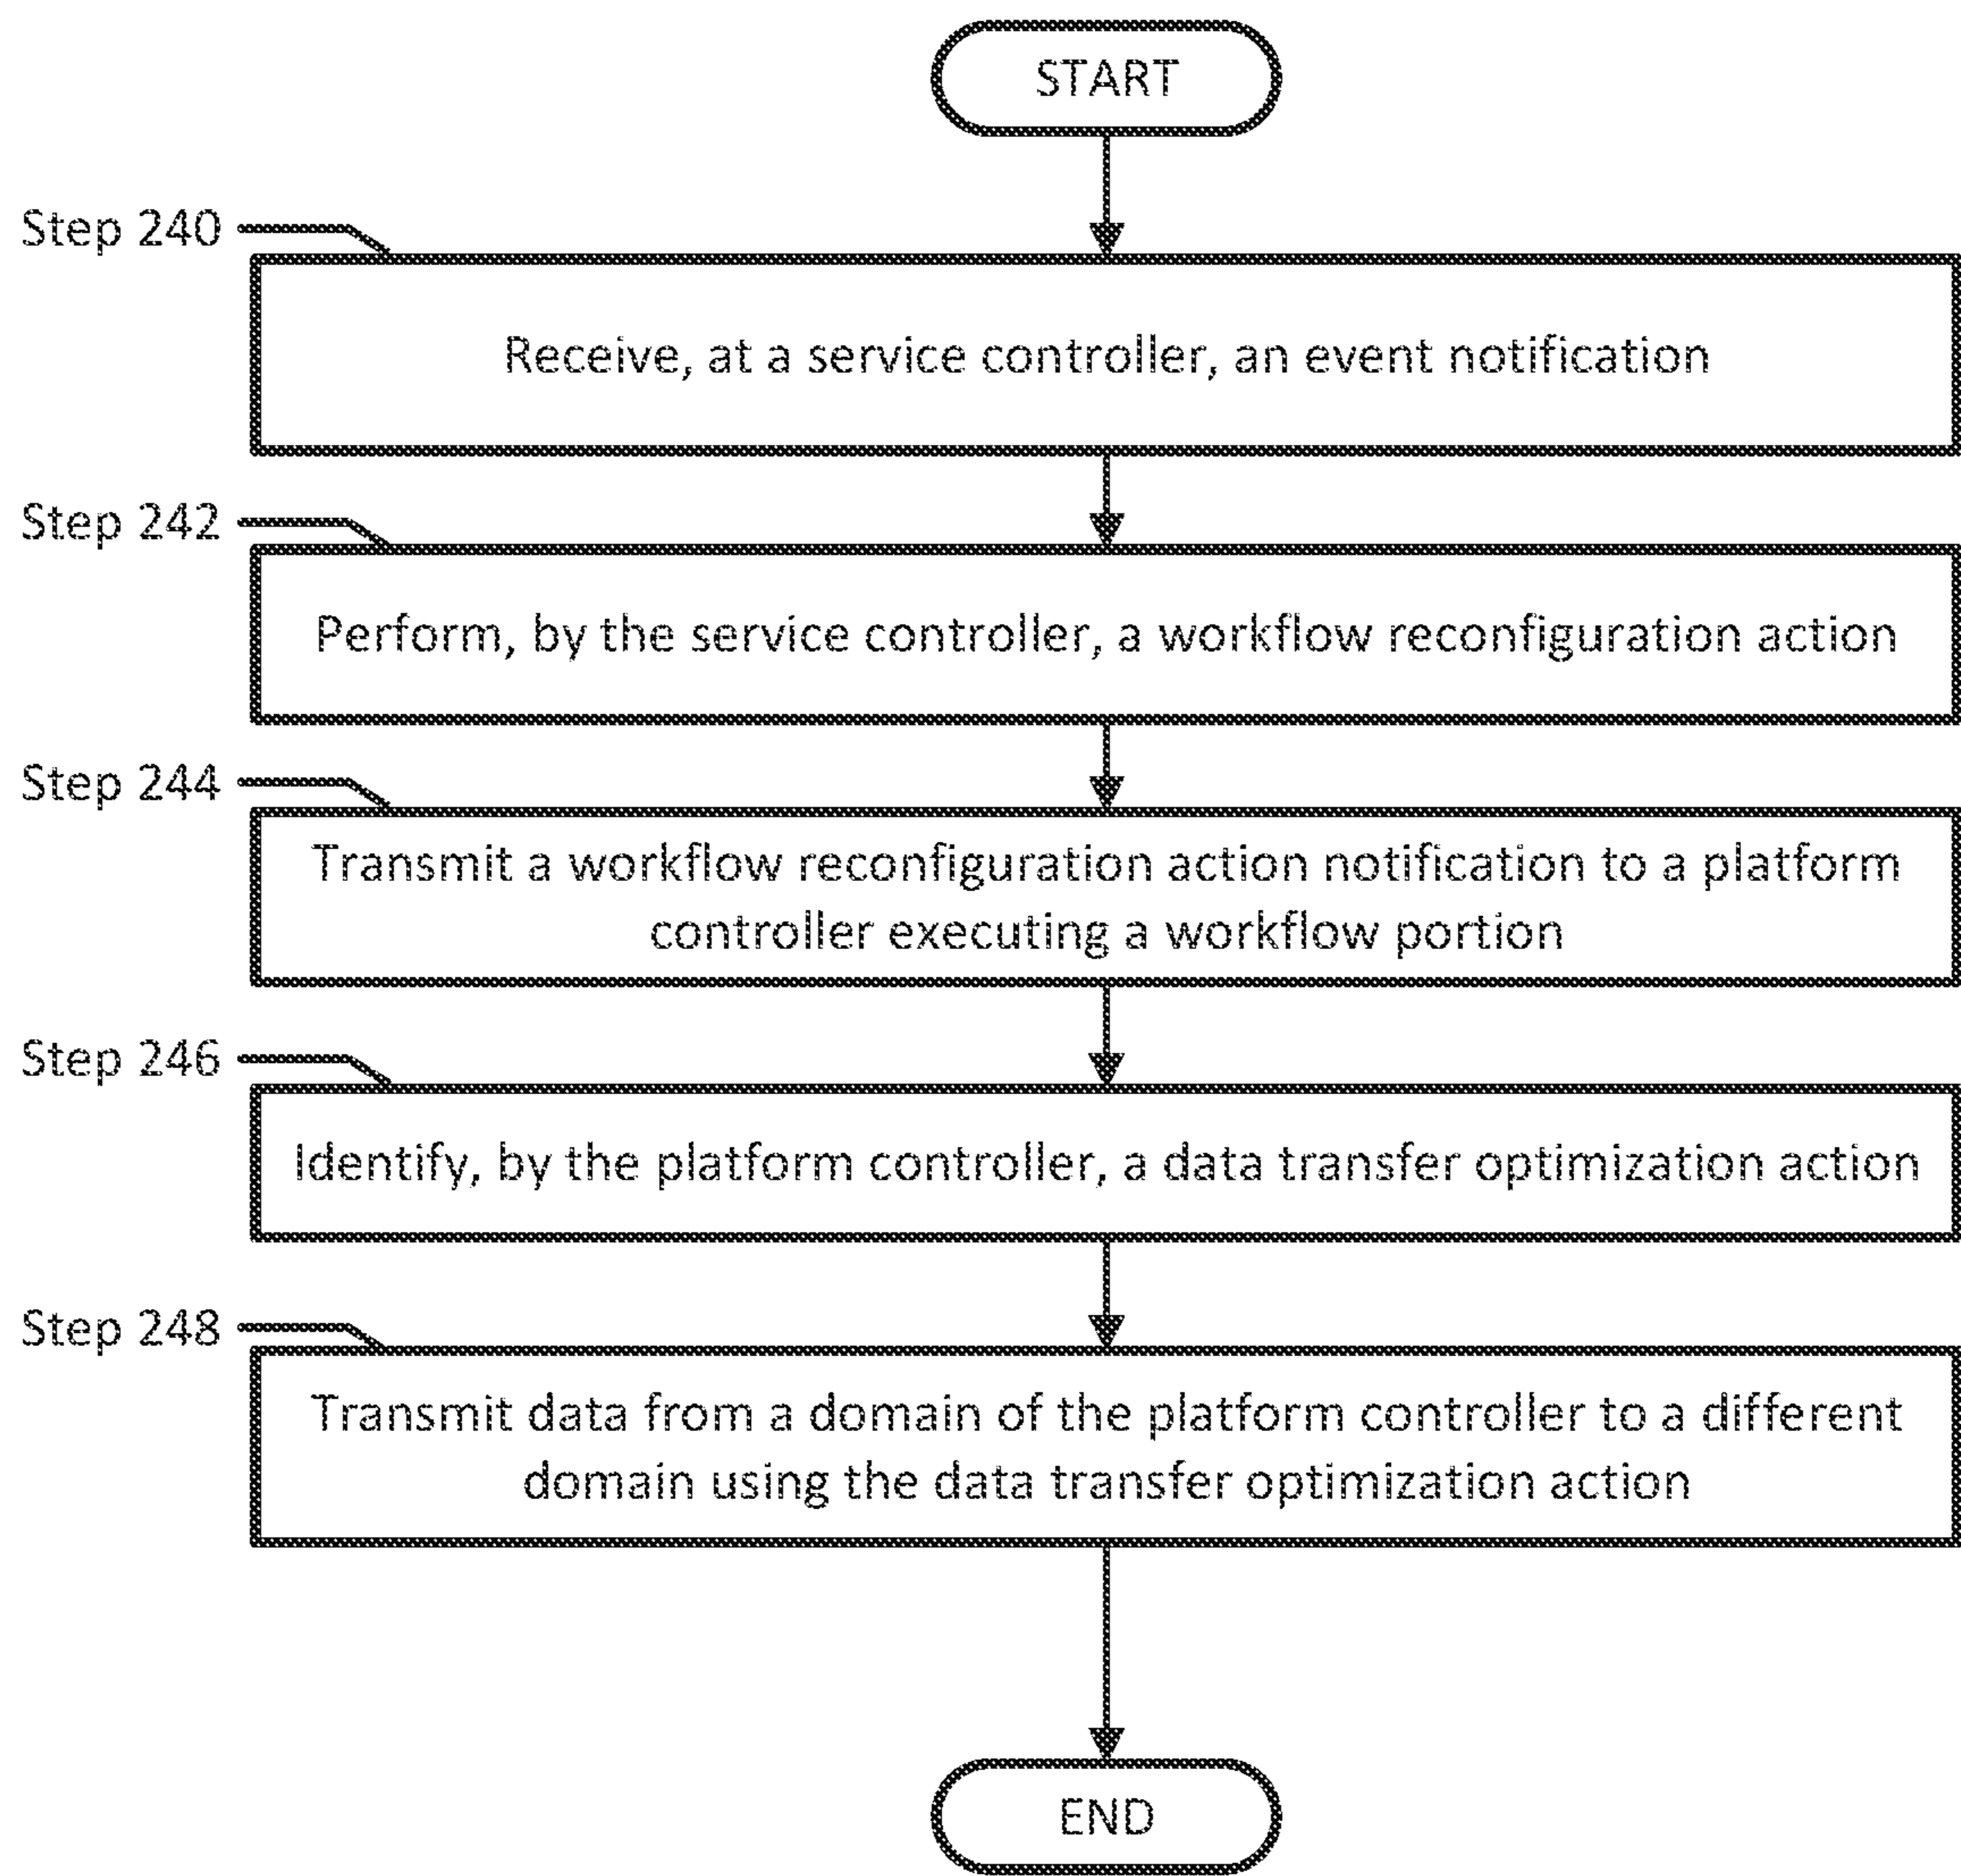 START
Step 240
Receive, at a service controller, an event notification
Step 242
Perform, by the service controller, a workflow reconfiguration action
Step 244
Transmit a workflow reconfiguration action notification to a platform
controller executing a workflow portion
Step 246
Identify, by the platform controller, a data transfer optimization action
Step 248
Transmit data from a domain of the platform controller to a different
domain using the data transfer optimization action
END